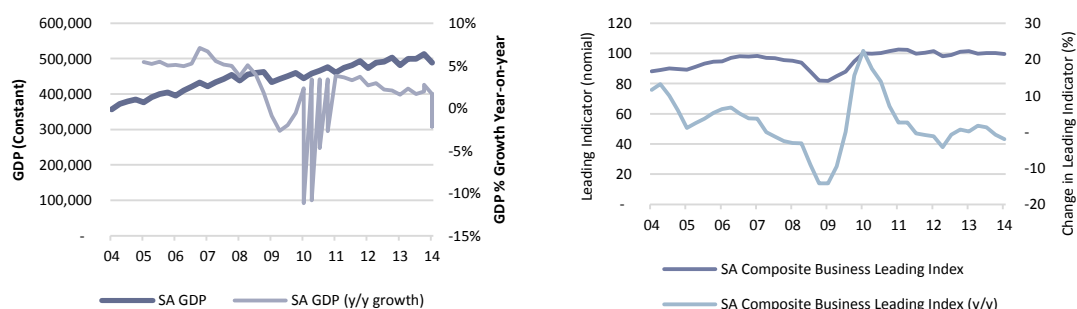 600,000
500,000
400,000
300,000
200,000
100,000
-
GDP (Constant)
10%
5%
0%
-5%
-10%
-15%
GDP % Growth Year-on-year
04 05 06 07 08 09 10 11 12 13 14
SA GDP SA GDP (y/y growth)
120
100
80
60
40
20
-
Leading Indicator (nomial)
30
20
10
-
-10
-20
Change in Leading Indicator (%)
04 05 06 07 08 09 10 11 12 13 14
SA Composite Business Leading Index
SA Composite Business Leading Index (y/y)